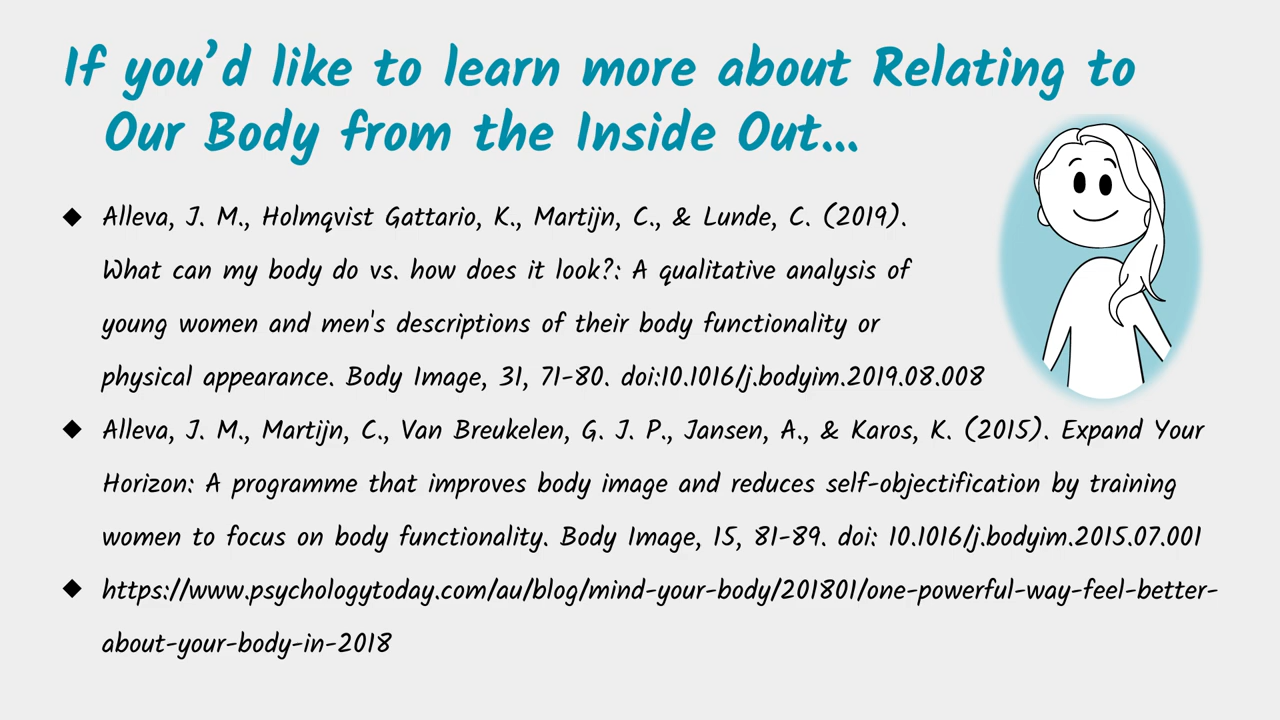 If you’d like to learn more about Relating to
Our Body from the Inside Out...
◆ Alleva, J. M., Holmqvist Gattario, K., Martijn, C., & Lunde, C. (2019).
What can my body do vs. how does it look?: A qualitative analysis of
young women and men's descriptions of their body functionality or
physical appearance. Body Image, 31, 71-80. doi:10.1016/j.bodyim.2019.08.008
◆ Alleva, J. M., Martijn, C., Van Breukelen, G. J. P., Jansen, A., & Karos, K. (2015). Expand Your
Horizon: A programme that improves body image and reduces self-objectification by training
women to focus on body functionality. Body Image, 15, 81-89. doi: 10.1016/j.bodyim.2015.07.001
◆ https://www.psychologytoday.com/au/blog/mind-your-body/201801/one-powerful-way-feel-better-
about-your-body-in-2018